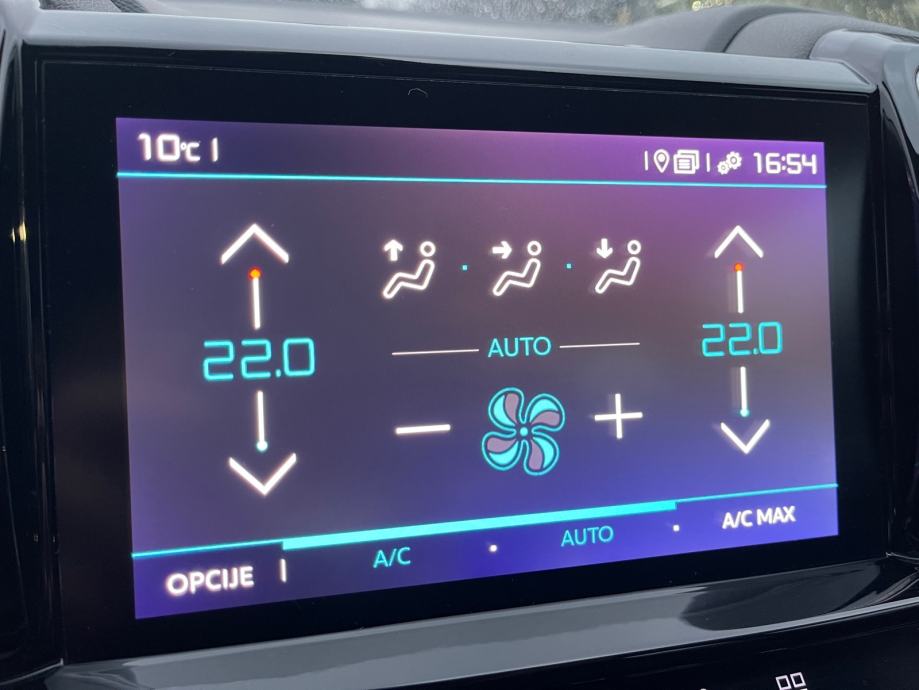 10°C 16:54
22.0 22.0
AUTO
OPCIJE A/C AUTO A/C MAX